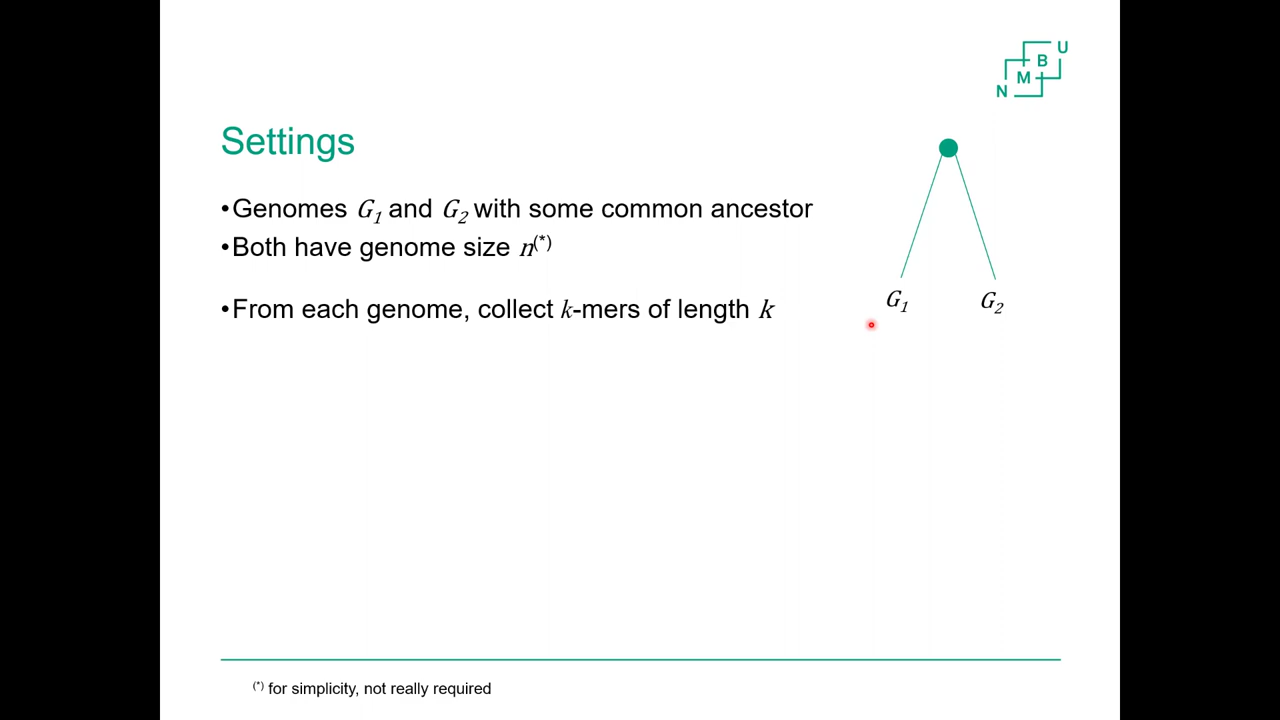 N M B U
Settings
•Genomes G1 and G2 with some common ancestor
•Both have genome size n(*)
•From each genome, collect k-mers of length k
G1 G2
(*) for simplicity, not really required